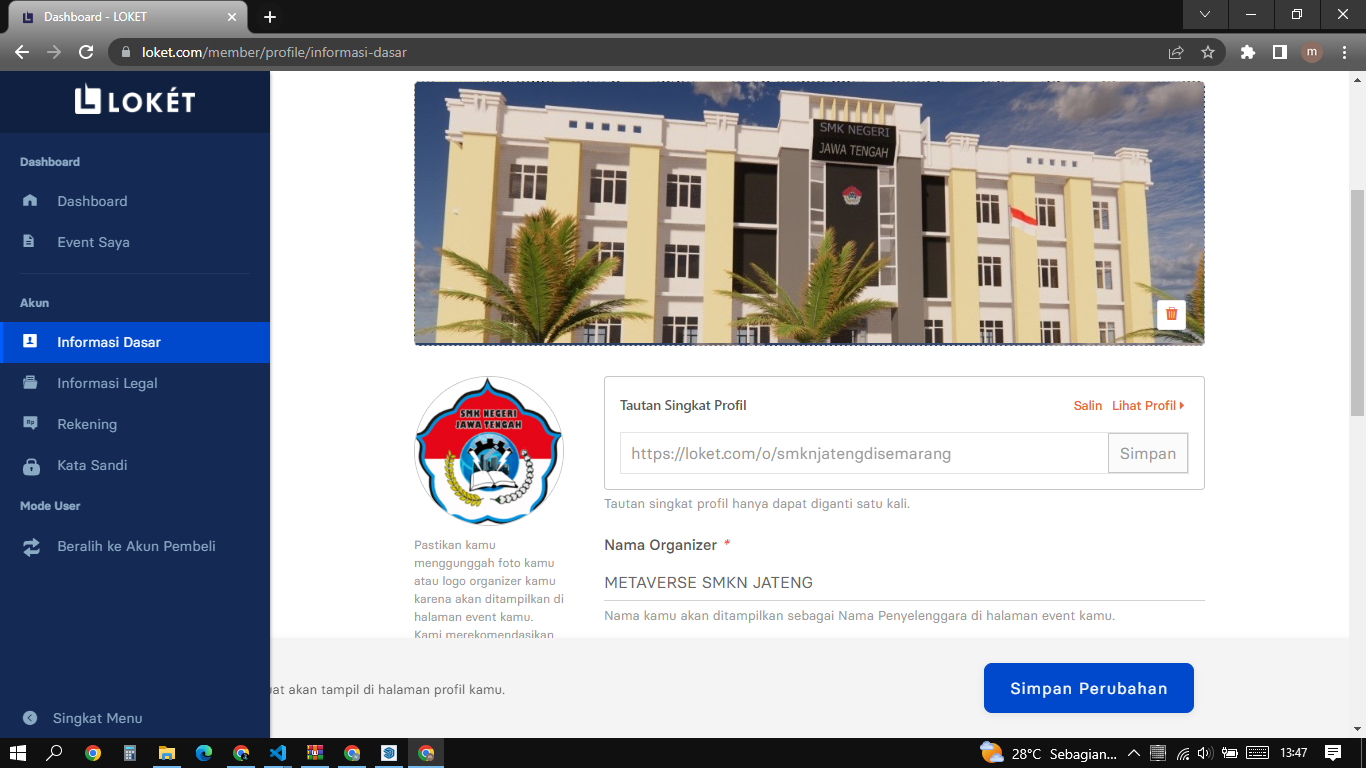 Dashboard - LOKET
loket.com/member/profile/informasi-dasar
m
LOKÉT
Dashboard
Dashboard
Event Saya
Akun
Informasi Dasar
Informasi Legal
Rekening
Kata Sandi
Mode User
Beralih ke Akun Pembeli
Singkat Menu
SMK NEGERI
JAWA TENGAH
SMK NEGERI
JAWA TENGAH
Pastikan kamu
menggunggah foto kamu
atau logo organizer kamu
karena akan ditampilkan di
halaman event kamu.
Kami merekomendasikan
Tautan Singkat Profil
Salin Lihat Profil
https://loket.com/o/smknjatengdisemarang
Simpan
Tautan singkat profil hanya dapat diganti satu kali.
Nama Organizer *
METAVERSE SMKN JATENG
Nama kamu akan ditampilkan sebagai Nama Penyelenggara di halaman event kamu.
uat akan tampil di halaman profil kamu.
Simpan Perubahan
28°C Sebagian...
13:47